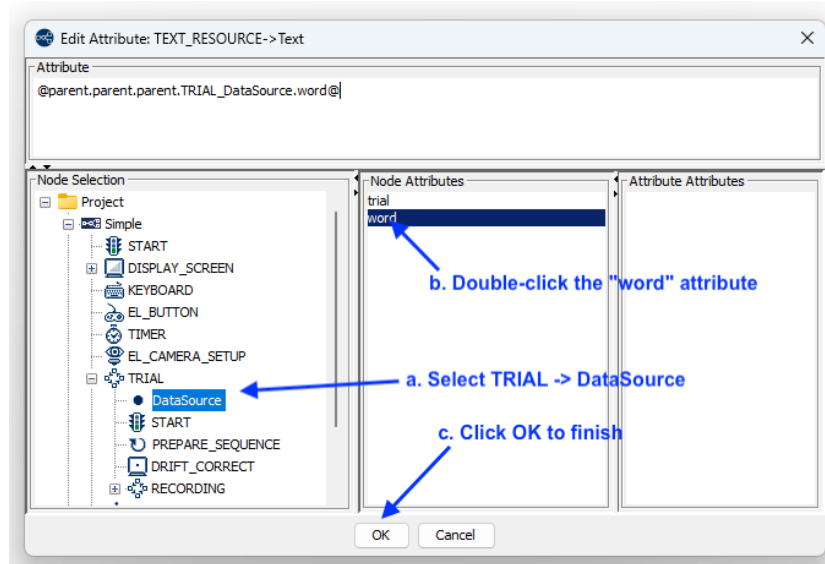 Edit Attribute: TEXT_RESOURCE->Text
Attribute
@parent.parent.parent.TRIAL_DataSource.word@
Node Selection
Project
Simple
START
DISPLAY_SCREEN
KEYBOARD
EL_BUTTON
TIMER
EL_CAMERA_SETUP
TRIAL
DataSource
START
PREPARE_SEQUENCE
DRIFT_CORRECT
RECORDING
Node Attributes
trial
word
Attribute Attributes
b. Double-click the "word" attribute
a. Select TRIAL -> DataSource
c. Click OK to finish
OK
Cancel